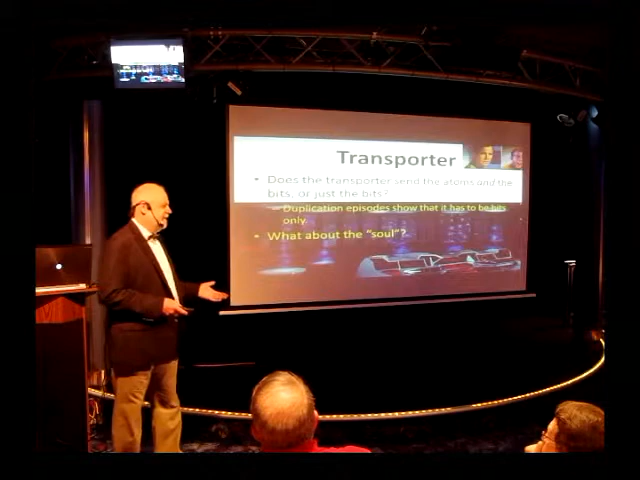 Transporter
• Does the transporter send the atoms and the
bits, or just the bits?
– Duplication episodes show that it has to be bits
only
• What about the "soul"?